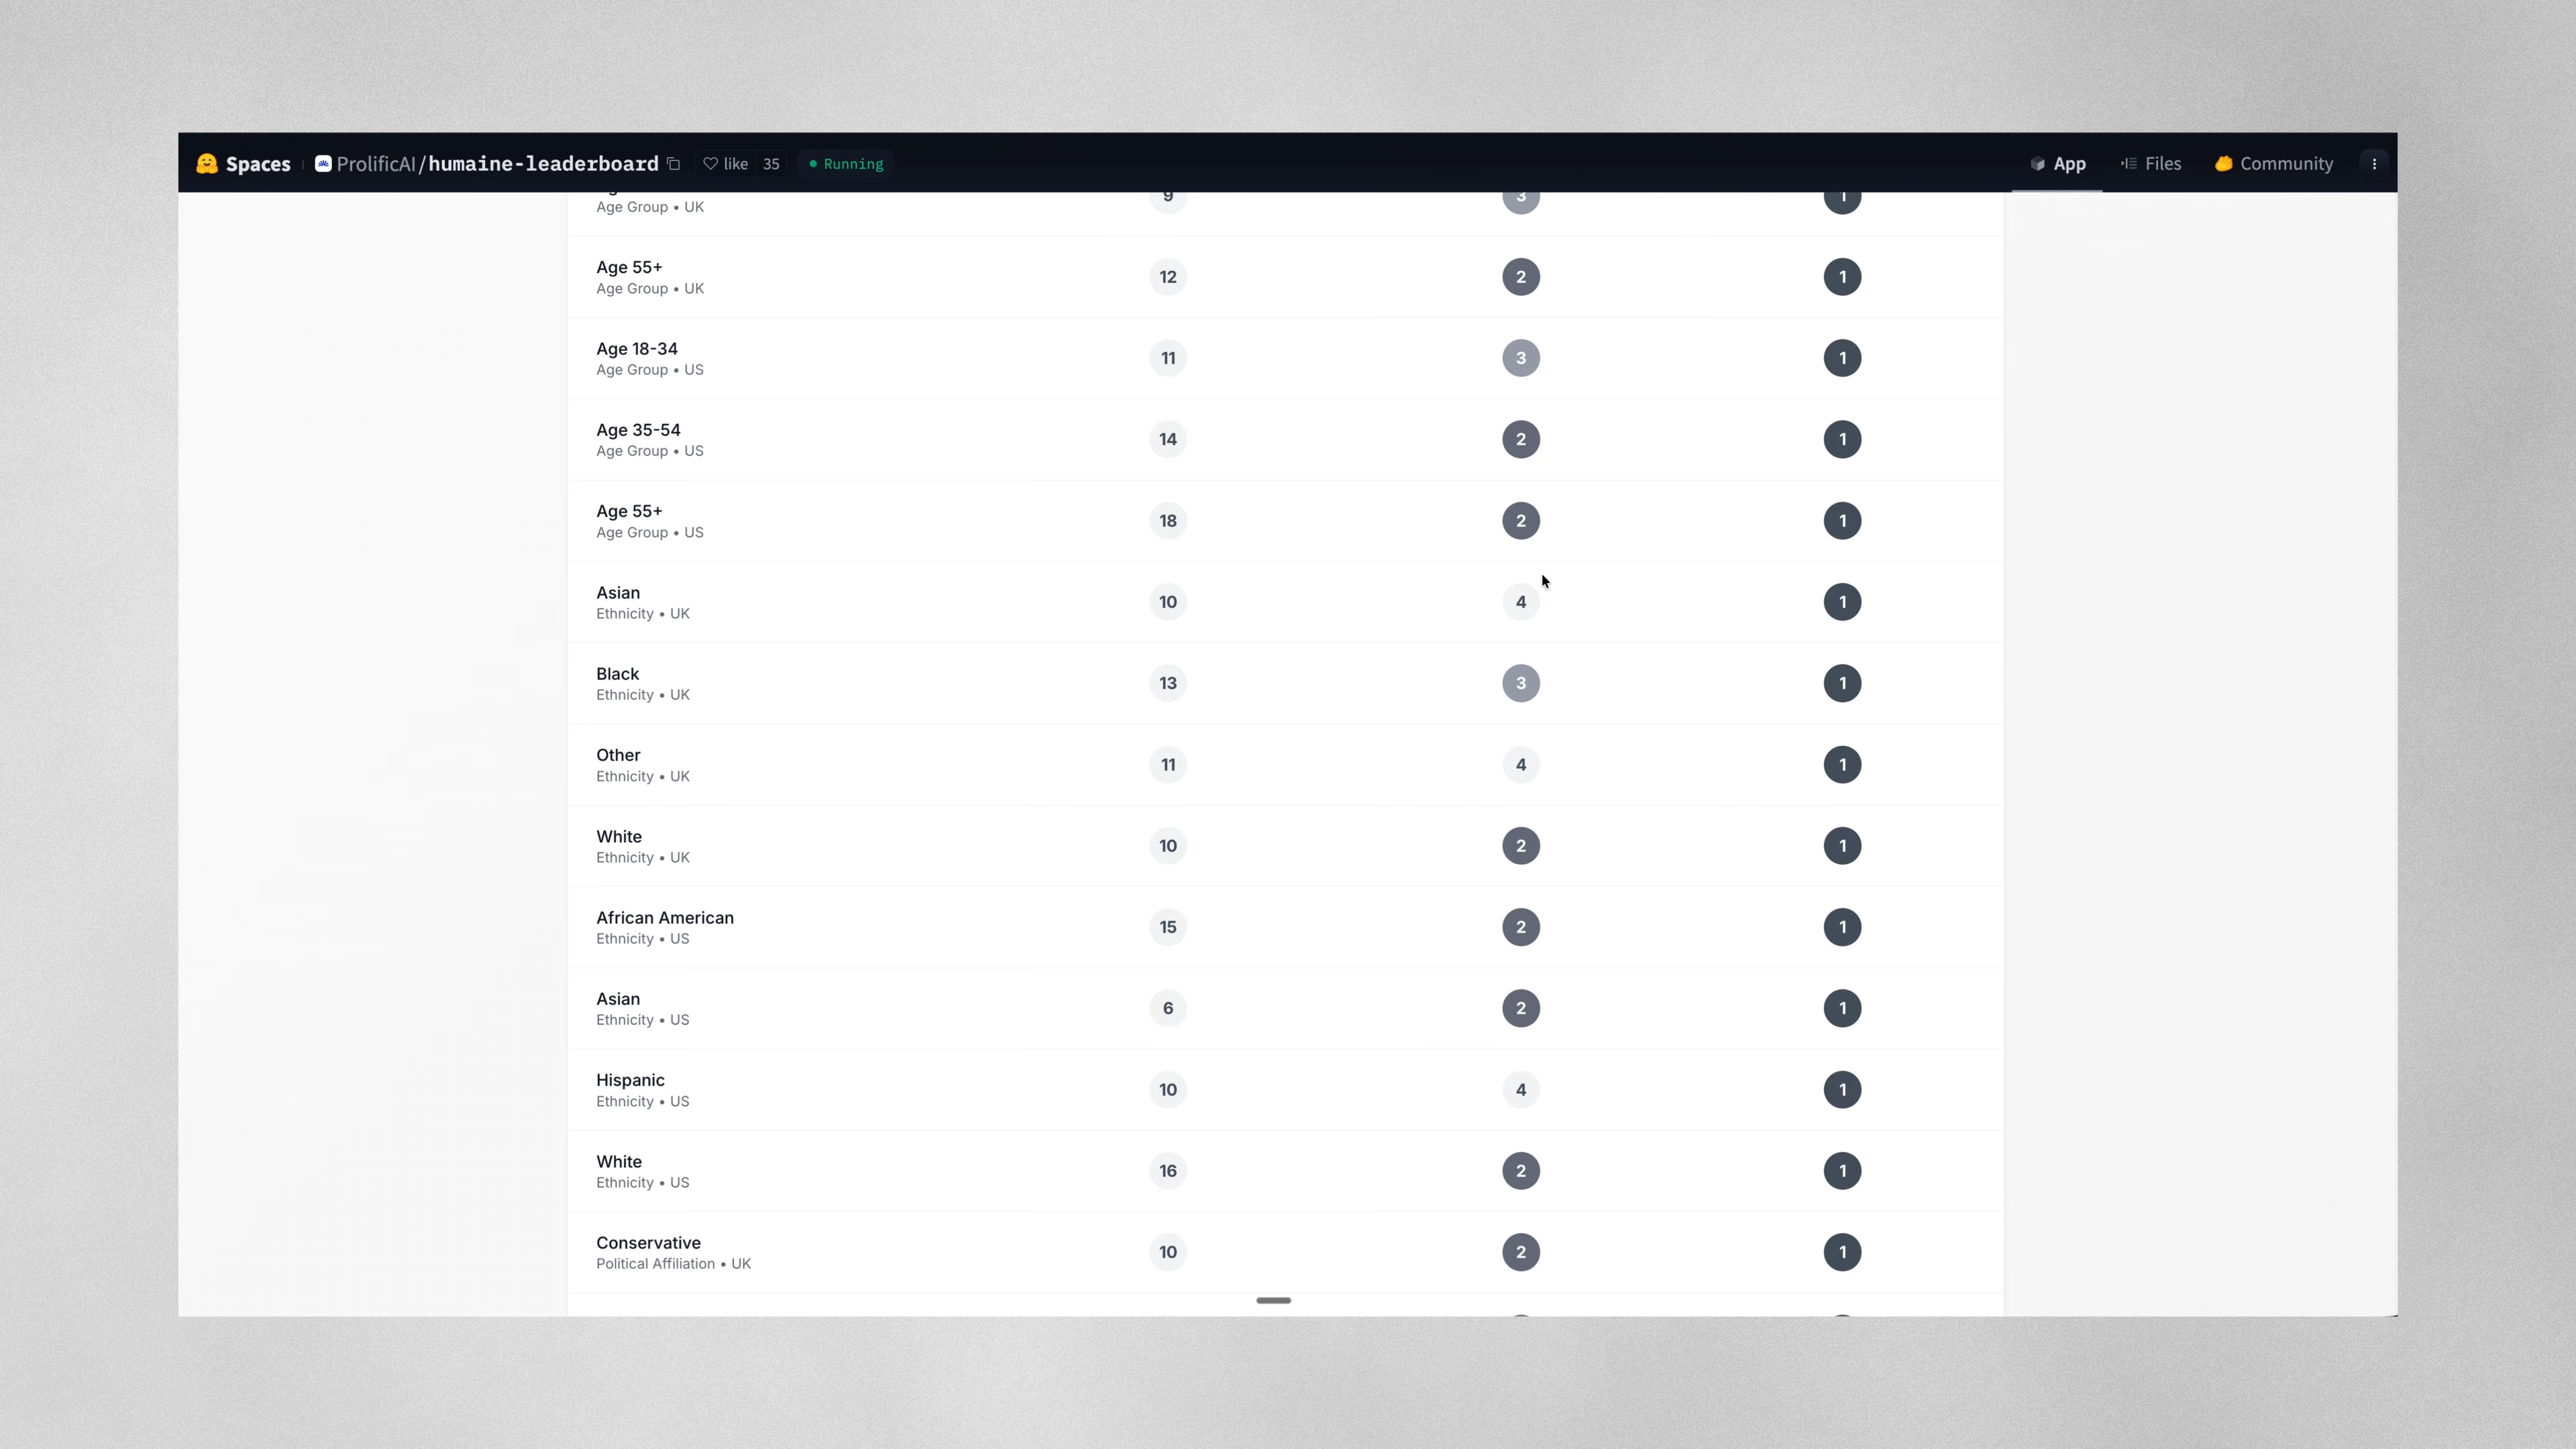 Spaces ProlificAI/humaine-leaderboard like 35 Running App Files Community
Age Group • UK 9 3 1
Age 55+
Age Group • UK 12 2 1
Age 18-34
Age Group • US 11 3 1
Age 35-54
Age Group • US 14 2 1
Age 55+
Age Group • US 18 2 1
Asian
Ethnicity • UK 10 4 1
Black
Ethnicity • UK 13 3 1
Other
Ethnicity • UK 11 4 1
White
Ethnicity • UK 10 2 1
African American
Ethnicity • US 15 2 1
Asian
Ethnicity • US 6 2 1
Hispanic
Ethnicity • US 10 4 1
White
Ethnicity • US 16 2 1
Conservative
Political Affiliation • UK 10 2 1